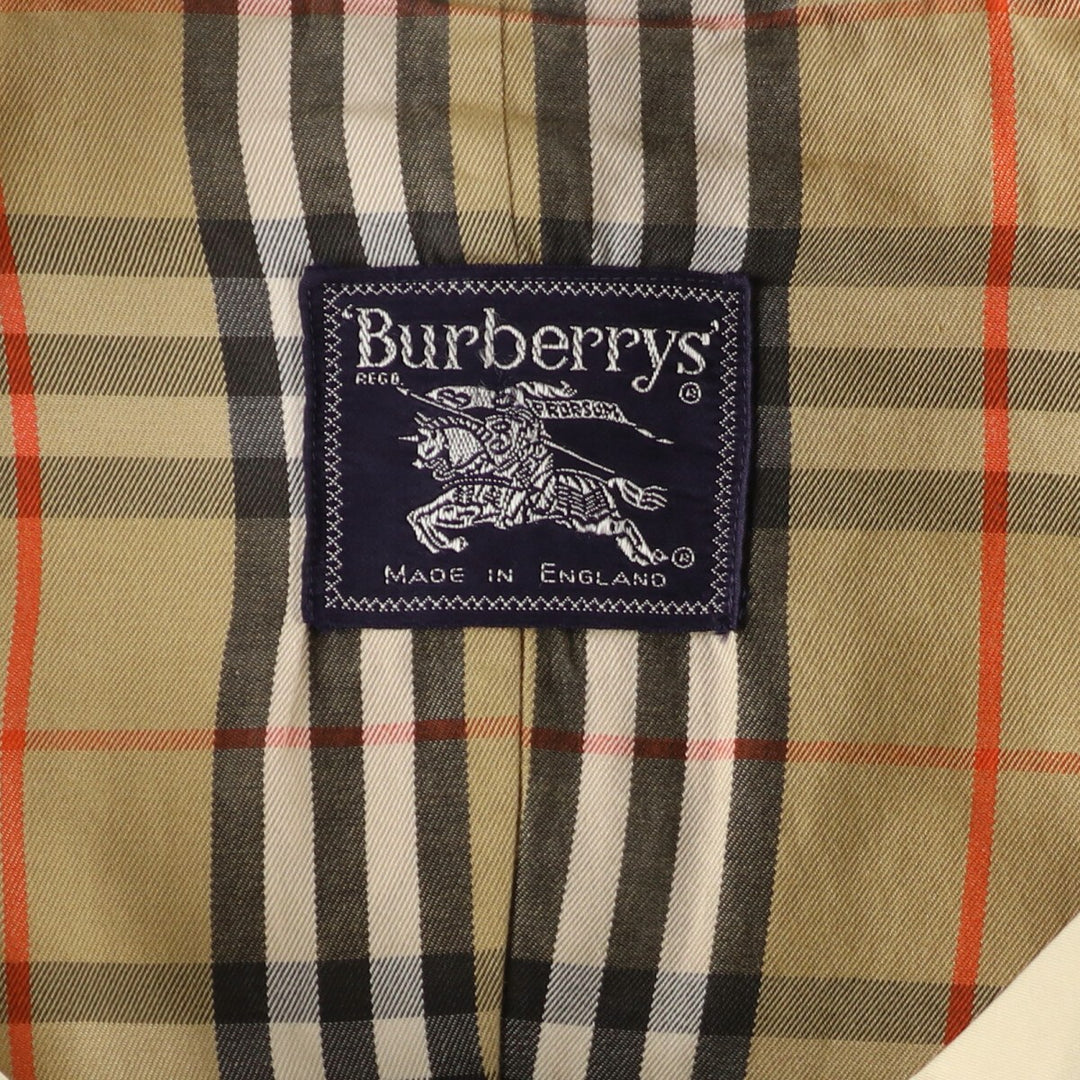 'Burberrys'
REGD.
®
PRORSUM
®
MADE IN ENGLAND